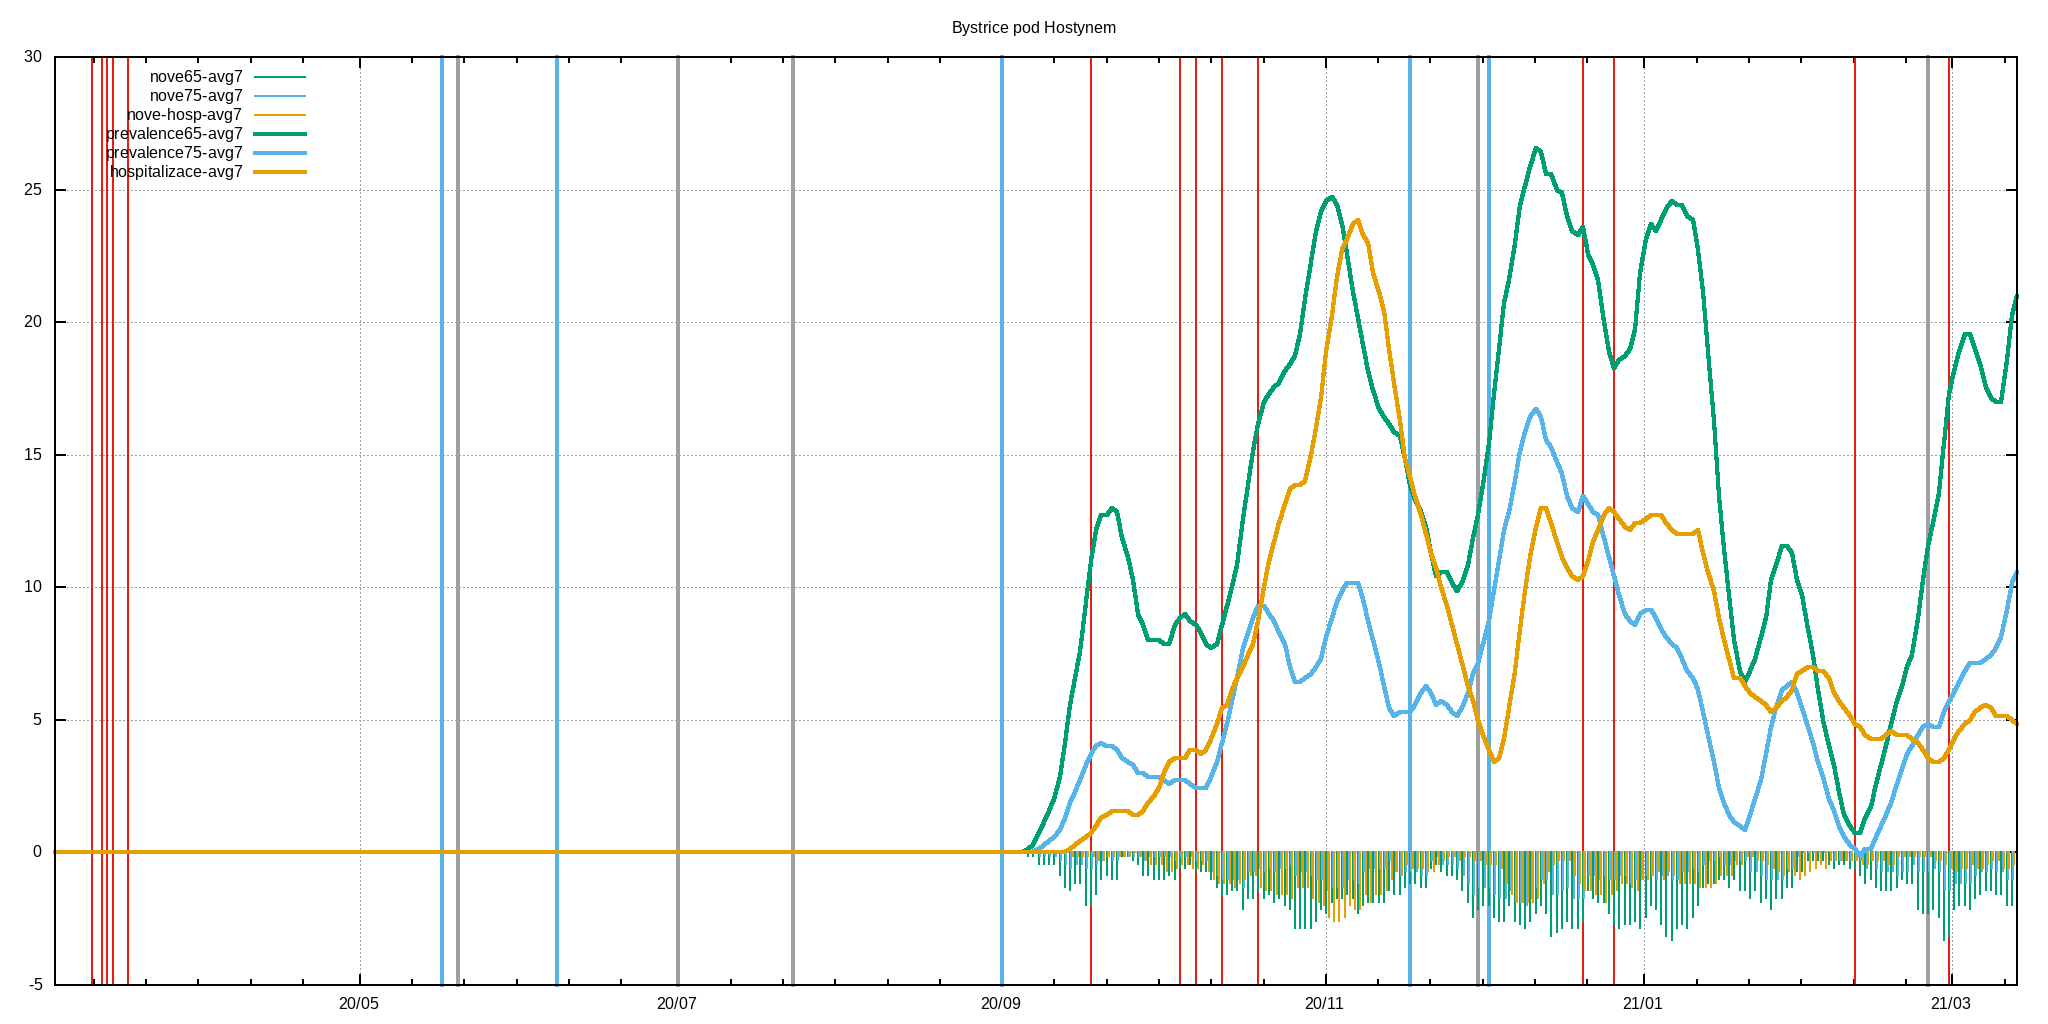 Bystrice pod Hostynem
30
25
20
15
10
5
0
-5
nove65-avg7
nove75-avg7
nove-hosp-avg7
prevalence65-avg7
prevalence75-avg7
hospitalizace-avg7
20/05 20/07 20/09 20/11 21/01 21/03